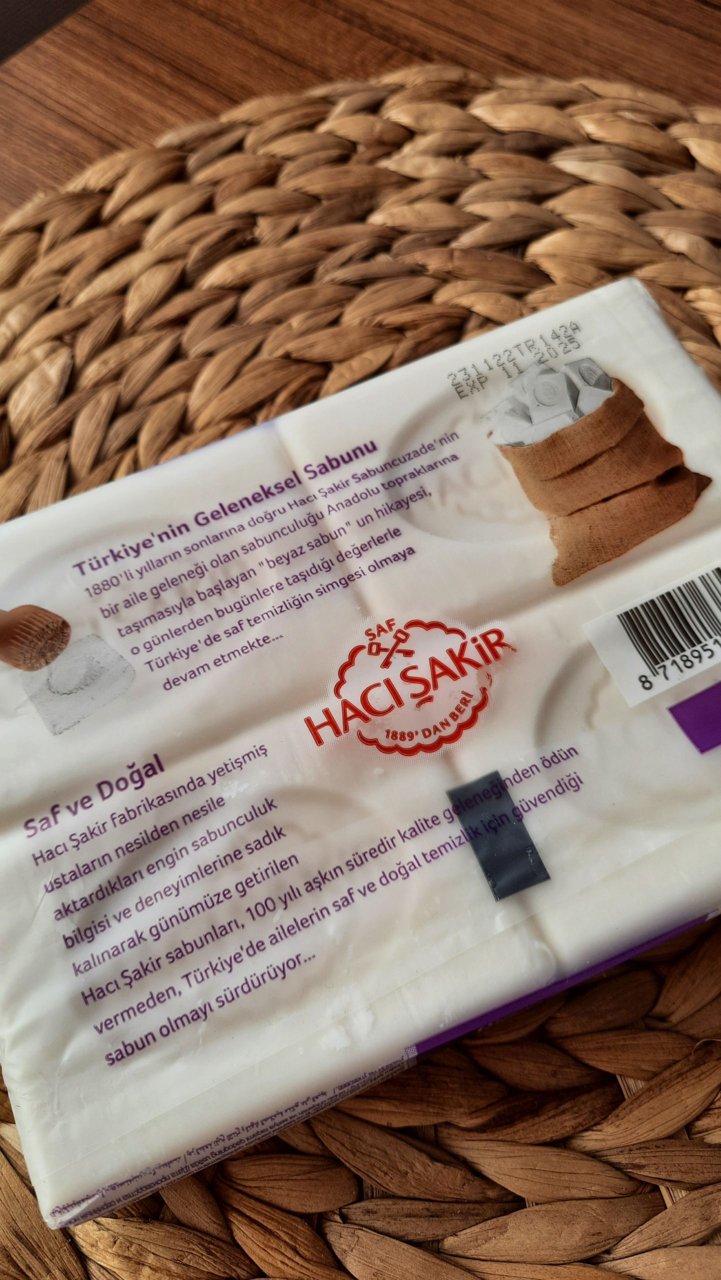 231122TR142A
EXP 11 2025
Türkiye'nin Geleneksel Sabunu
1880'li yılların sonlarına doğru Hacı Şakir Sabuncuzade'nin
bir aile geleneği olan sabunculuğu Anadolu topraklarına
taşımasıyla başlayan "beyaz sabun" un hikayesi,
o günlerden bugünlere taşıdığı değerlerle
Türkiye'de saf temizliğin simgesi olmaya
devam etmekte...
SAF
HACI ŞAKİR
1889'DAN BERİ
8 718951
Saf ve Doğal
Hacı Şakir fabrikasında yetişmiş
ustaların nesilden nesile
aktardıkları engin sabunculuk
bilgisi ve deneyimlerine sadık
kalınarak günümüze getirilen
Hacı Şakir sabunları, 100 yılı aşkın süredir kalite geleneğinden ödün
vermeden, Türkiye'de ailelerin saf ve doğal temizlik için güvendiği
sabun olmayı sürdürüyor...